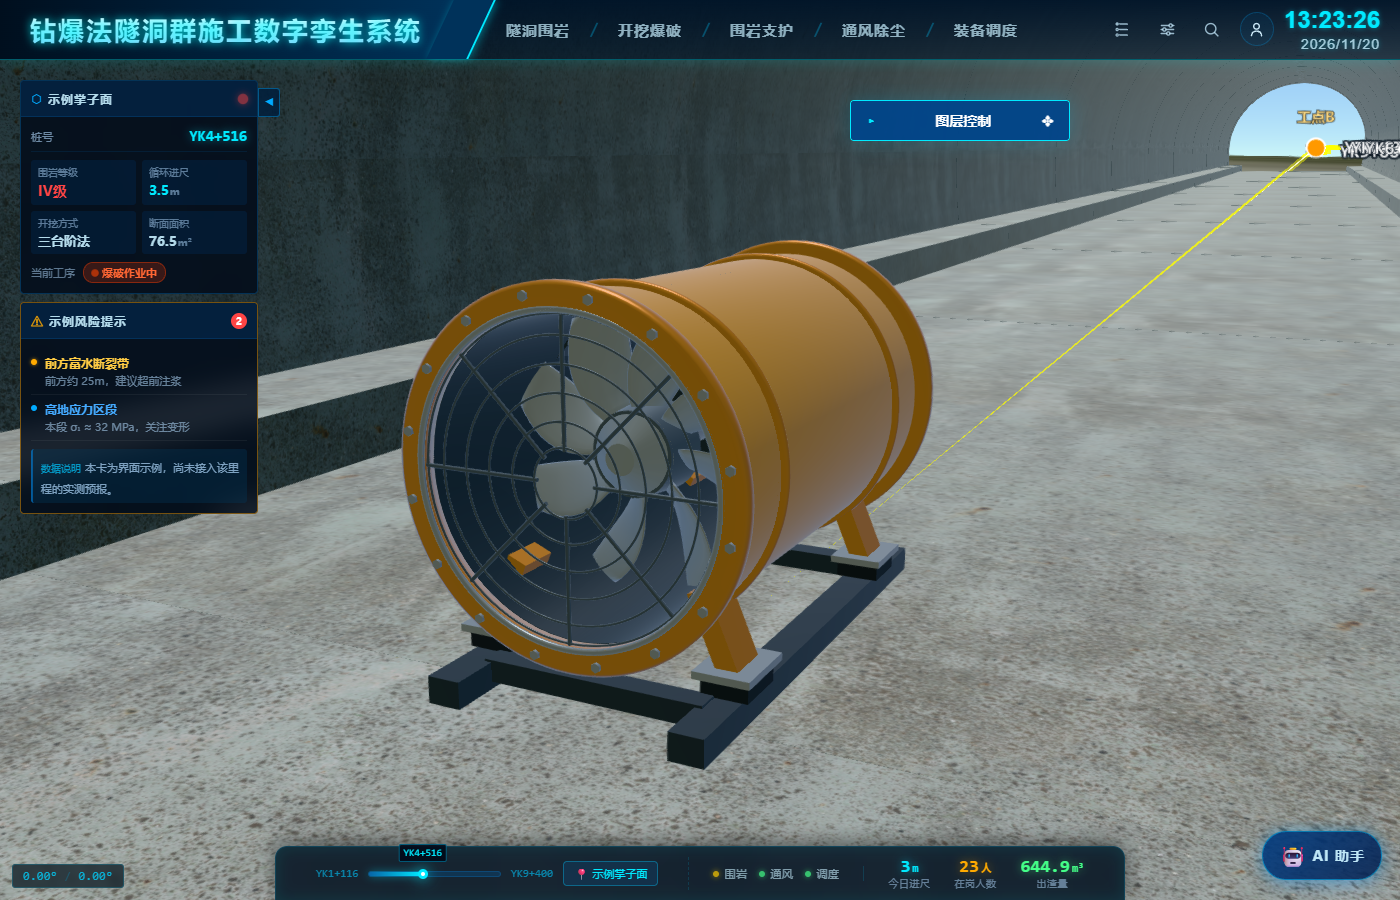 钻爆法隧洞群施工数字孪生系统
隧洞围岩 / 开挖爆破 / 围岩支护 / 通风除尘 / 装备调度
13:23:26
2026/11/20
示例掌子面
桩号 YK4+516
围岩等级 循环进尺
IV级 3.5m
开挖方式 断面面积
三台阶法 76.5m²
当前工序 爆破作业中
示例风险提示 2
前方富水断裂带
前方约 25m，建议超前注浆
高地应力区段
本段 σ₁ ≈ 32 MPa，关注变形
数据说明 本卡为界面示例，尚未接入该里
程的实测预报。
图层控制
工点B
YK4+516
YK1+116 YK9+400 示例掌子面
围岩 通风 调度
3m 23人 644.9m³
今日进尺 在岗人数 出渣量
0.00° / 0.00°
AI 助手